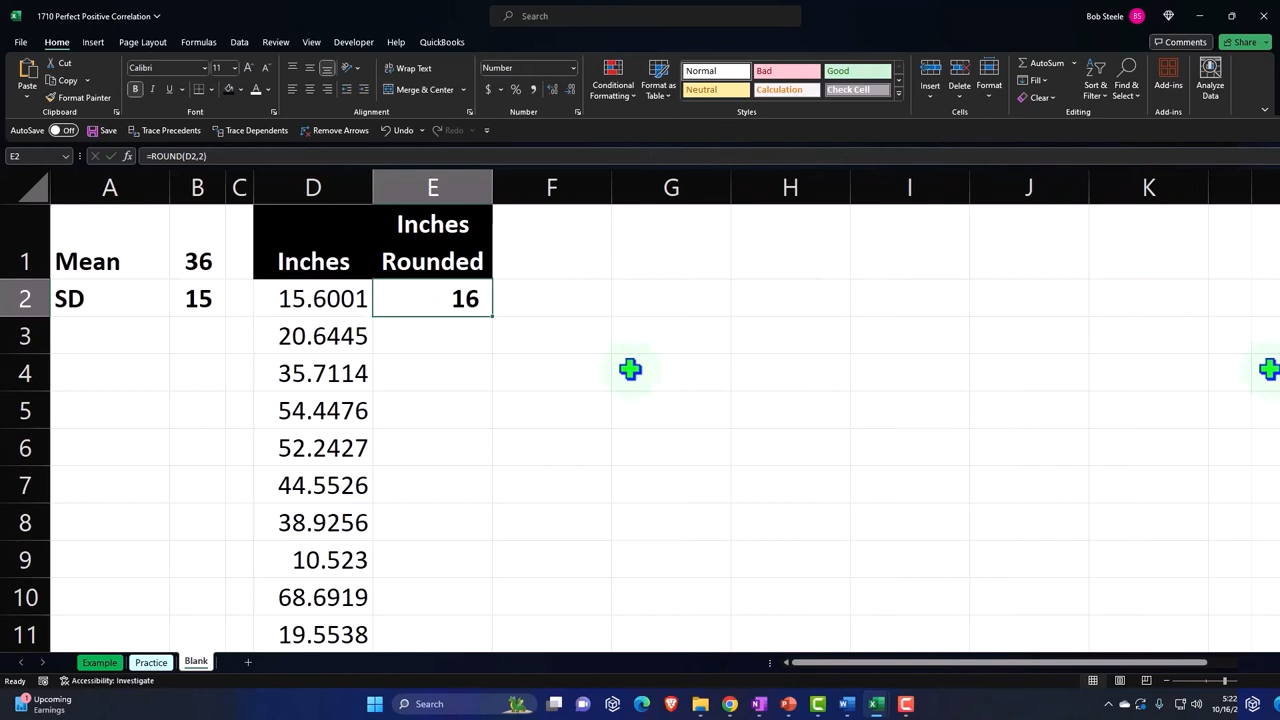 1710 Perfect Positive Correlation
Search
Bob Steele
BS
File Home Insert Page Layout Formulas Data Review View Developer Help QuickBooks
Comments
Share
Paste
Cut
Copy
Format Painter
Clipboard
Calibri
11
Font
Wrap Text
Merge & Center
Alignment
Number
Number
Conditional Formatting
Format as Table
Normal
Bad
Good
Neutral
Calculation
Check Cell
Styles
Insert
Delete
Format
Cells
AutoSum
Fill
Clear
Sort & Filter
Find & Select
Editing
Add-ins
Add-ins
Analyze Data
AutoSave Off Save Trace Precedents Trace Dependents Remove Arrows Undo Redo
E2 fx =ROUND(D2,2)
A B C D E F G H I J K
Inches
1 Mean 36 Inches Rounded
2 SD 15 15.6001 16
3 20.6445
4 35.7114
5 54.4476
6 52.2427
7 44.5526
8 38.9256
9 10.523
10 68.6919
11 19.5538
Example Practice Blank
Ready Accessibility: Investigate
1 Upcoming
Earnings
Search
5:22
10/16/2